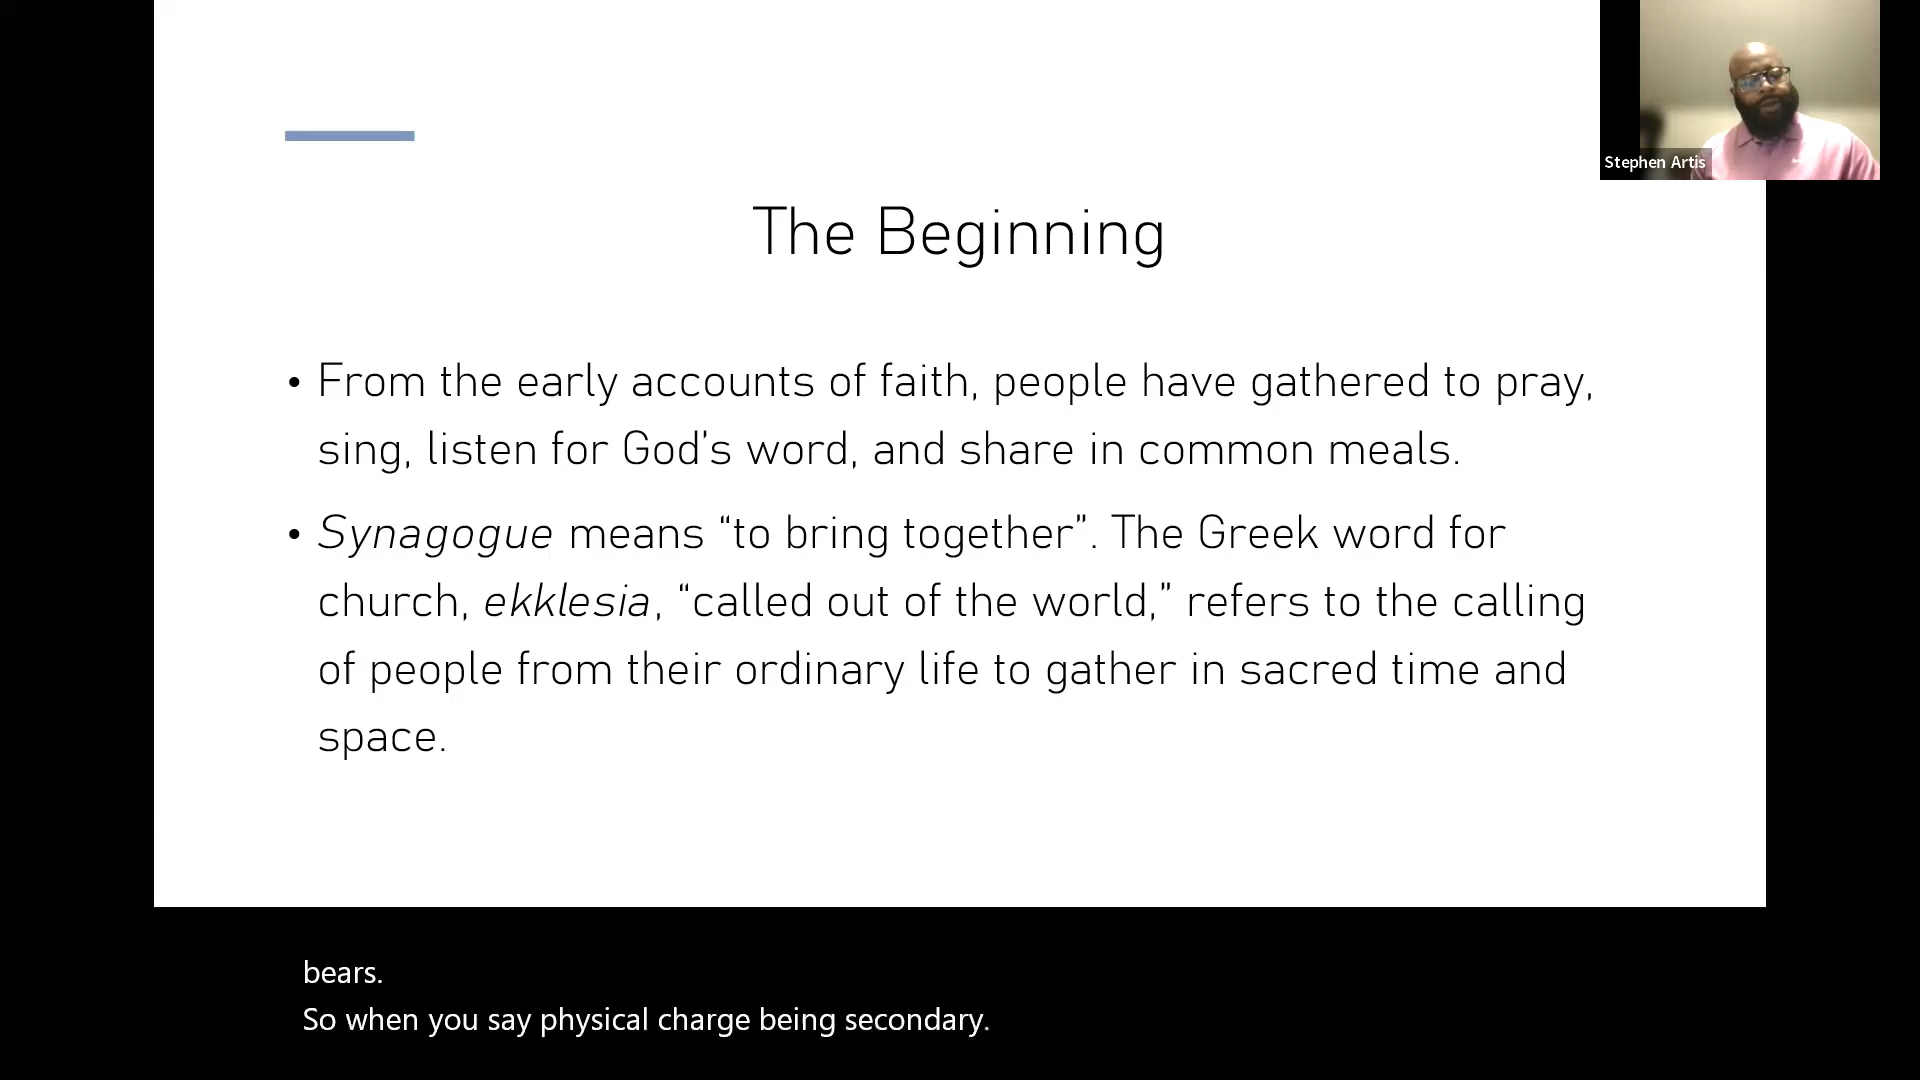 Stephen Artis
The Beginning
• From the early accounts of faith, people have gathered to pray,
sing, listen for God’s word, and share in common meals.
• Synagogue means “to bring together”. The Greek word for
church, ekklesia, “called out of the world,” refers to the calling
of people from their ordinary life to gather in sacred time and
space.
bears.
So when you say physical charge being secondary.